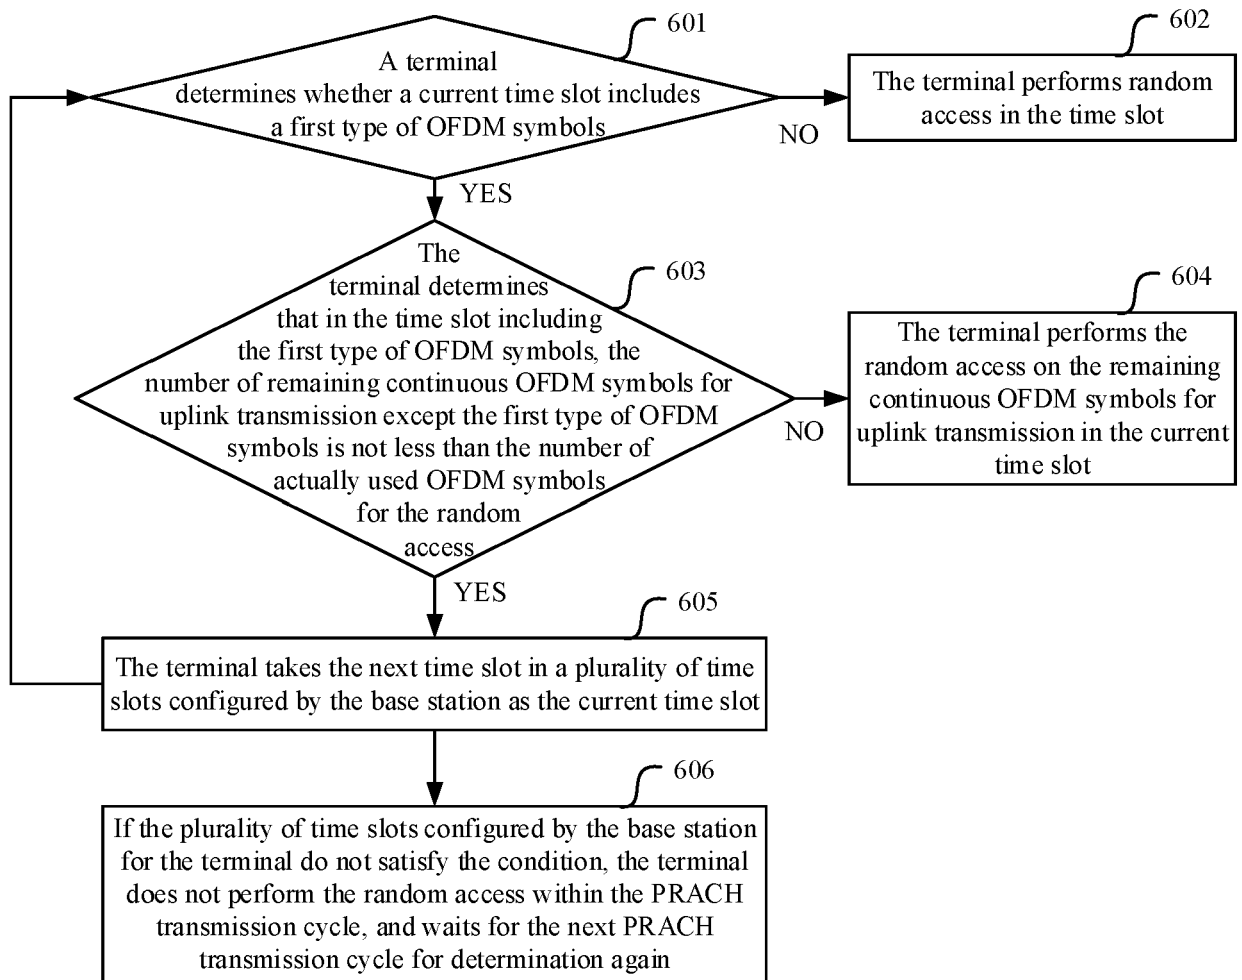 601
A terminal
determines whether a current time slot includes
a first type of OFDM symbols
NO
YES
602
The terminal performs random
access in the time slot
603
The
terminal determines
that in the time slot including
the first type of OFDM symbols, the
number of remaining continuous OFDM symbols for
uplink transmission except the first type of OFDM
symbols is not less than the number of
actually used OFDM symbols
for the random
access
NO
YES
604
The terminal performs the
random access on the remaining
continuous OFDM symbols for
uplink transmission in the current
time slot
605
The terminal takes the next time slot in a plurality of time
slots configured by the base station as the current time slot
606
If the plurality of time slots configured by the base station
for the terminal do not satisfy the condition, the terminal
does not perform the random access within the PRACH
transmission cycle, and waits for the next PRACH
transmission cycle for determination again